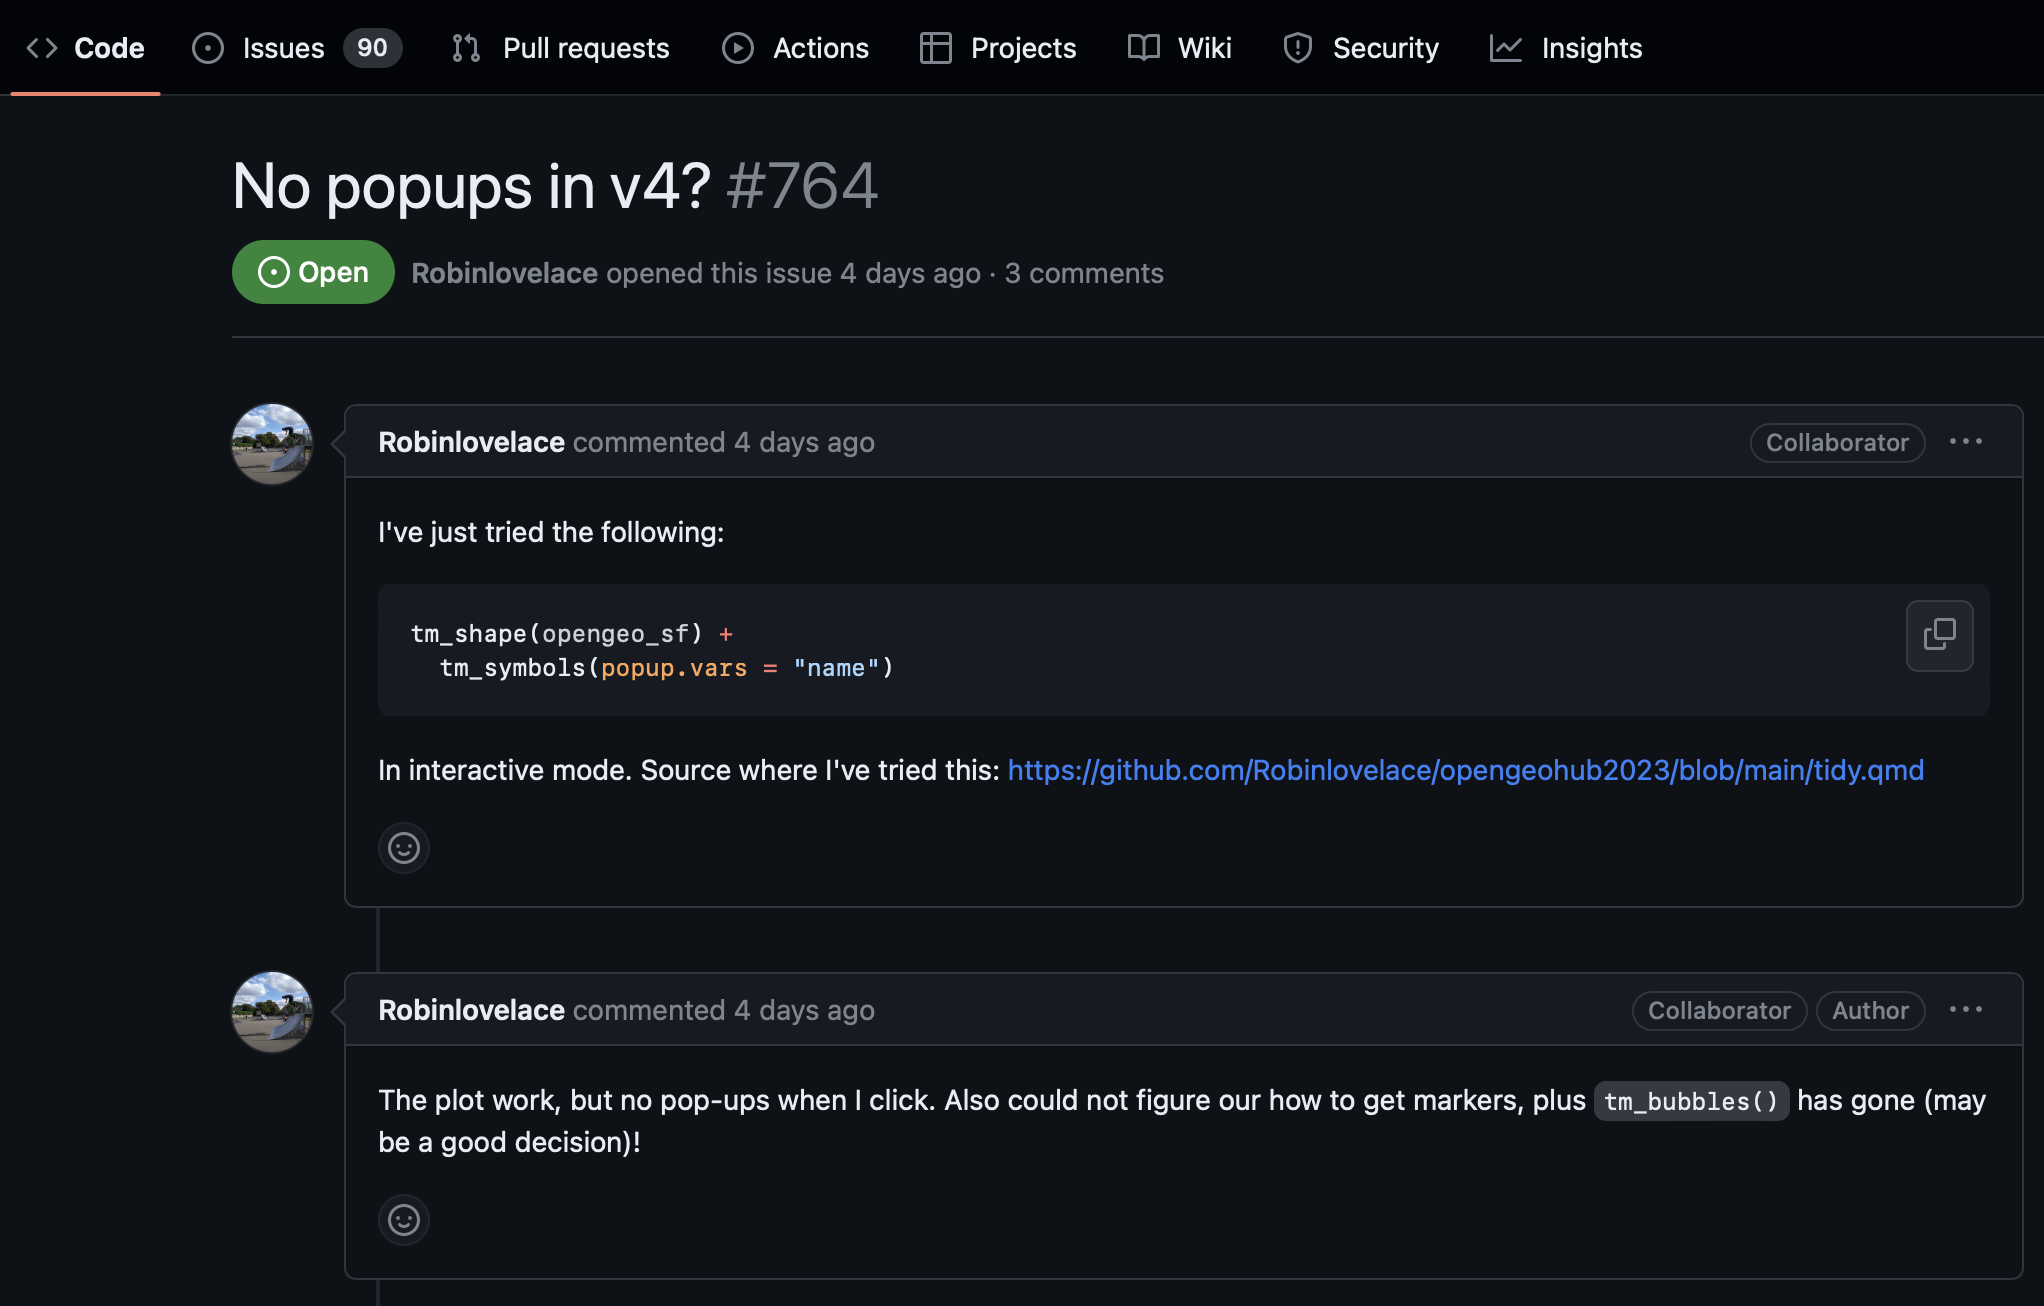 Code Issues 90 Pull requests Actions Projects Wiki Security Insights
No popups in v4? #764
Open Robinlovelace opened this issue 4 days ago · 3 comments
Robinlovelace commented 4 days ago Collaborator ...
I've just tried the following:
tm_shape(opengeo_sf) +
  tm_symbols(popup.vars = "name")
In interactive mode. Source where I've tried this: https://github.com/Robinlovelace/opengeohub2023/blob/main/tidy.qmd
Robinlovelace commented 4 days ago Collaborator Author ...
The plot work, but no pop-ups when I click. Also could not figure our how to get markers, plus tm_bubbles() has gone (may
be a good decision)!